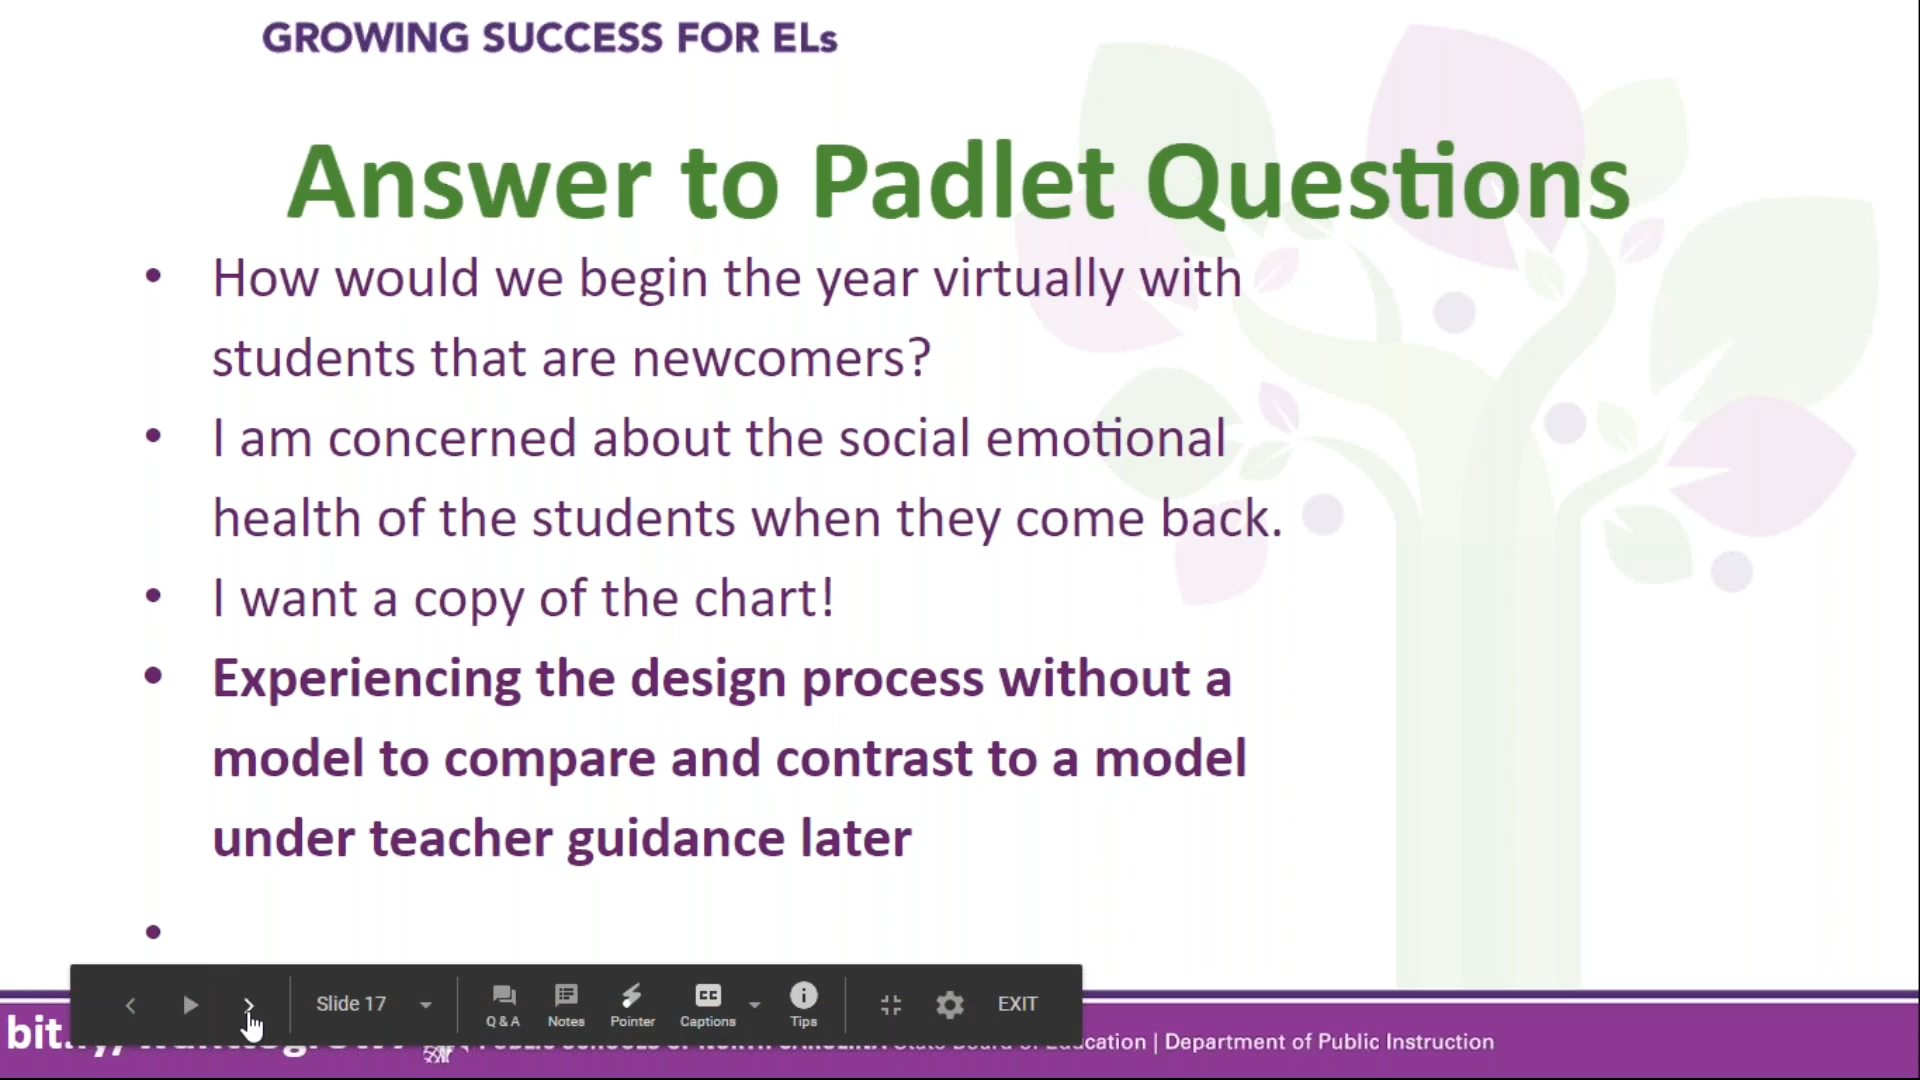 GROWING SUCCESS FOR ELs
Answer to Padlet Questions
• How would we begin the year virtually with
students that are newcomers?
• I am concerned about the social emotional
health of the students when they come back.
• I want a copy of the chart!
• Experiencing the design process without a
model to compare and contrast to a model
under teacher guidance later
•
Slide 17
Q & A
Notes
Pointer
Captions
Tips
EXIT
bit.
Education | Department of Public Instruction